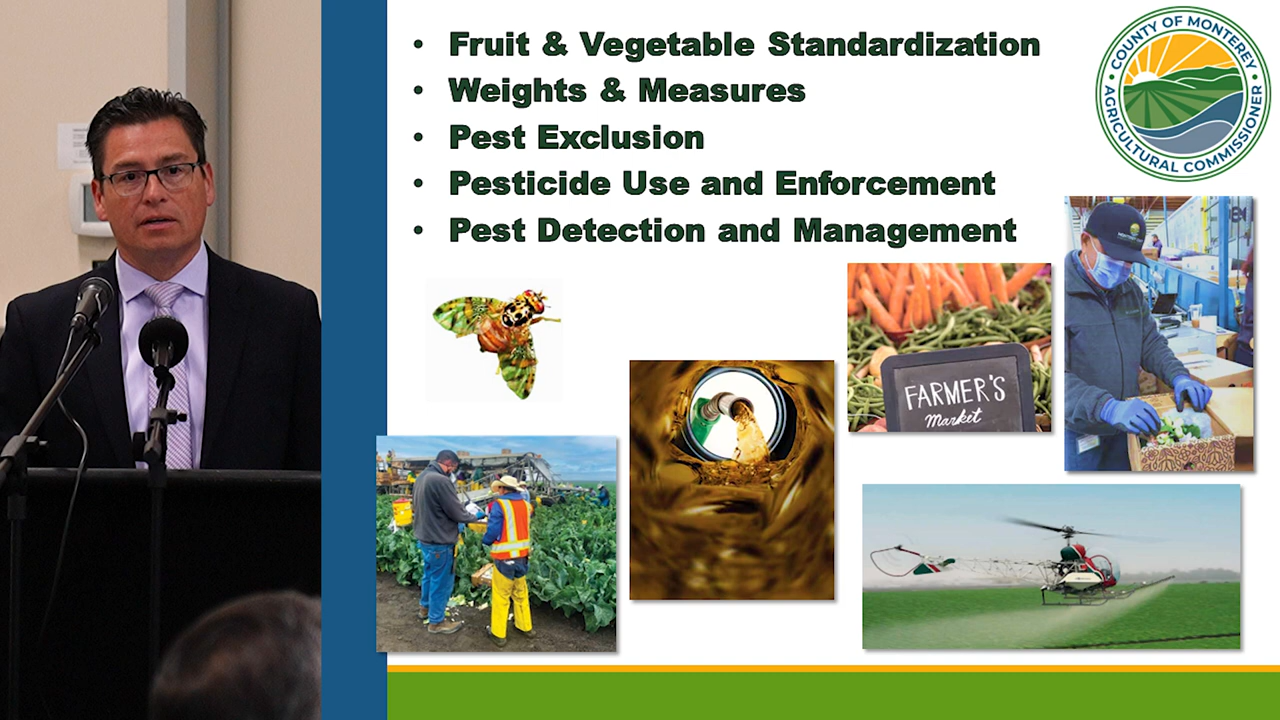 • Fruit & Vegetable Standardization
• Weights & Measures
• Pest Exclusion
• Pesticide Use and Enforcement
• Pest Detection and Management
COUNTY OF MONTEREY
AGRICULTURAL COMMISSIONER
FARMER'S
Market